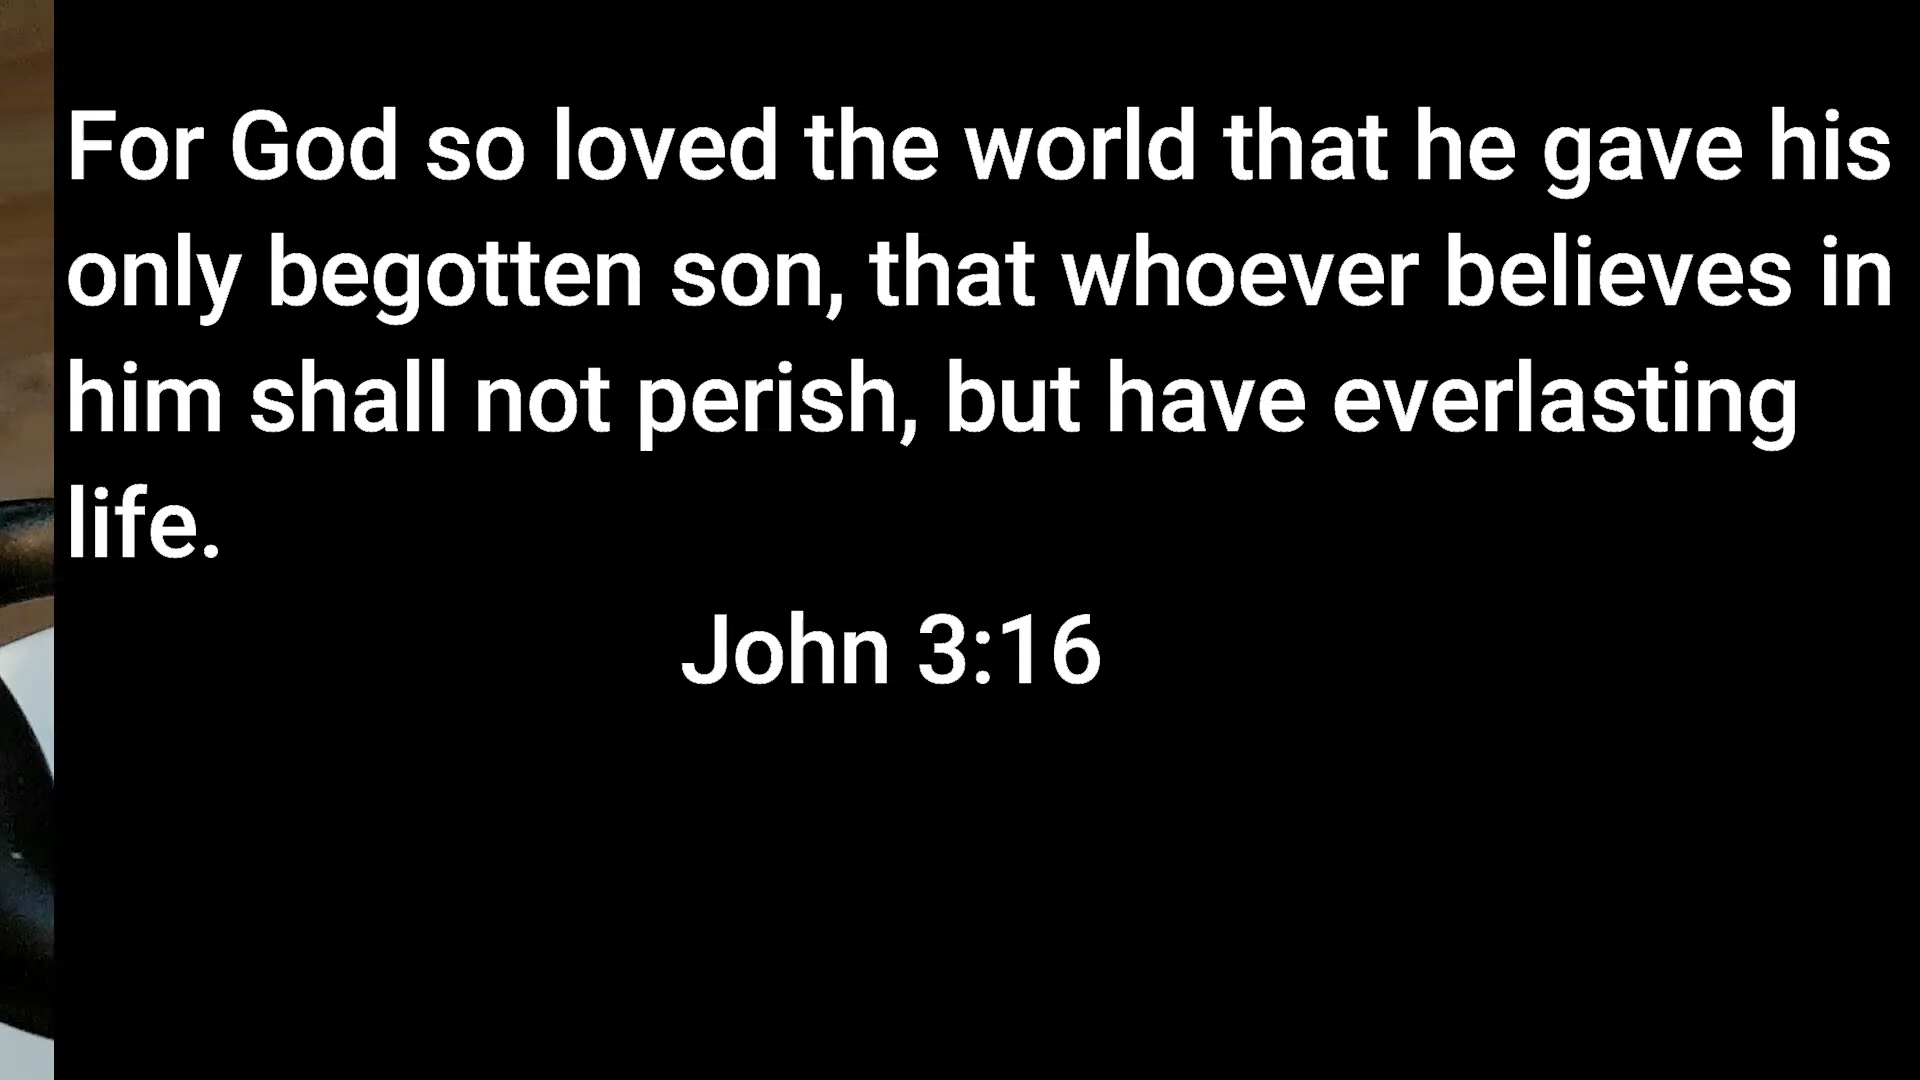 For God so loved the world that he gave his
only begotten son, that whoever believes in
him shall not perish, but have everlasting
life.
John 3:16